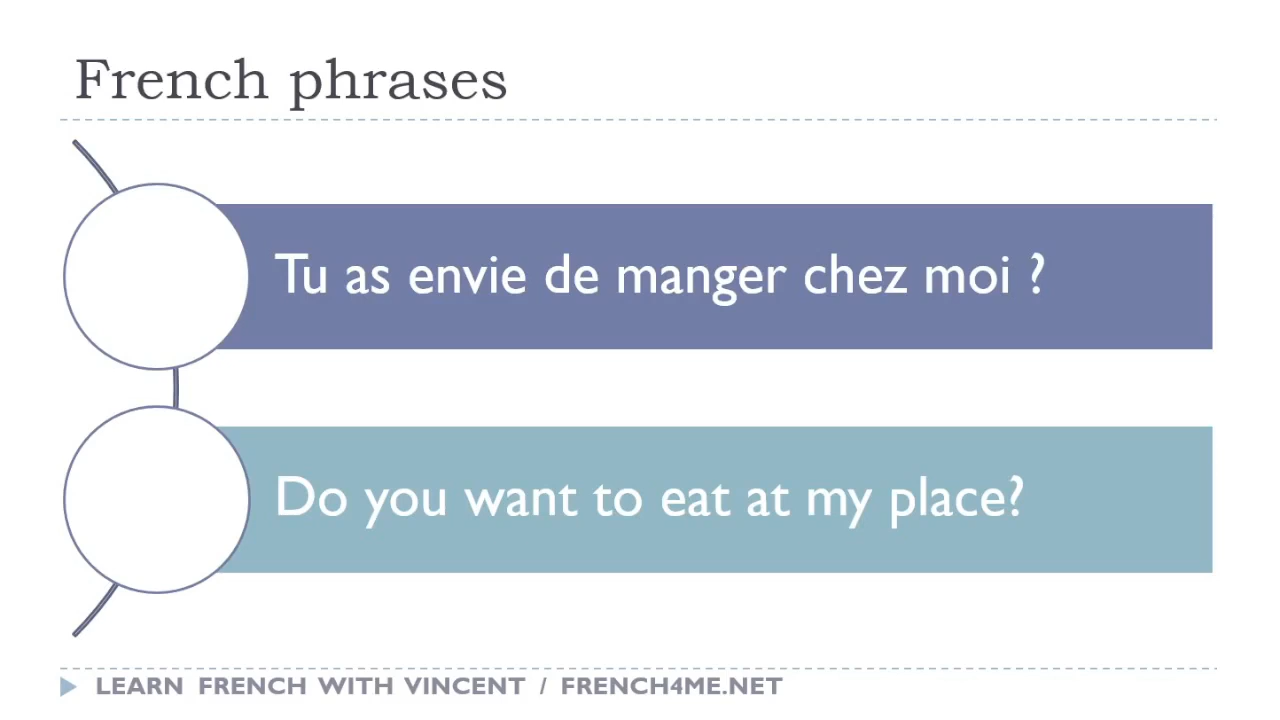 French phrases
Tu as envie de manger chez moi ?
Do you want to eat at my place?
LEARN FRENCH WITH VINCENT / FRENCH4ME.NET